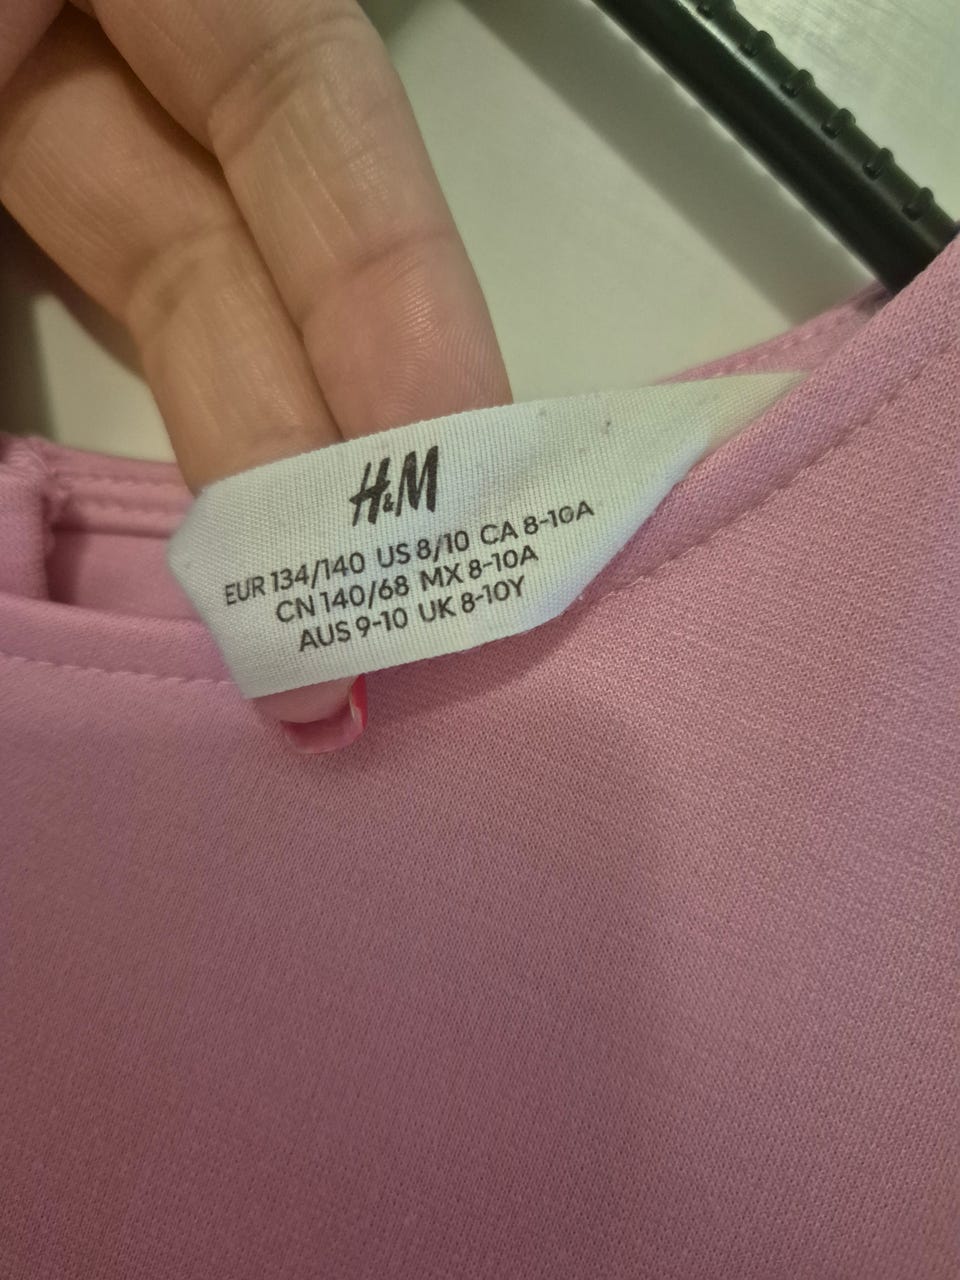 H&M
EUR 134/140 US 8/10 CA 8-10A
CN 140/68 MX 8-10A
AUS 9-10 UK 8-10Y